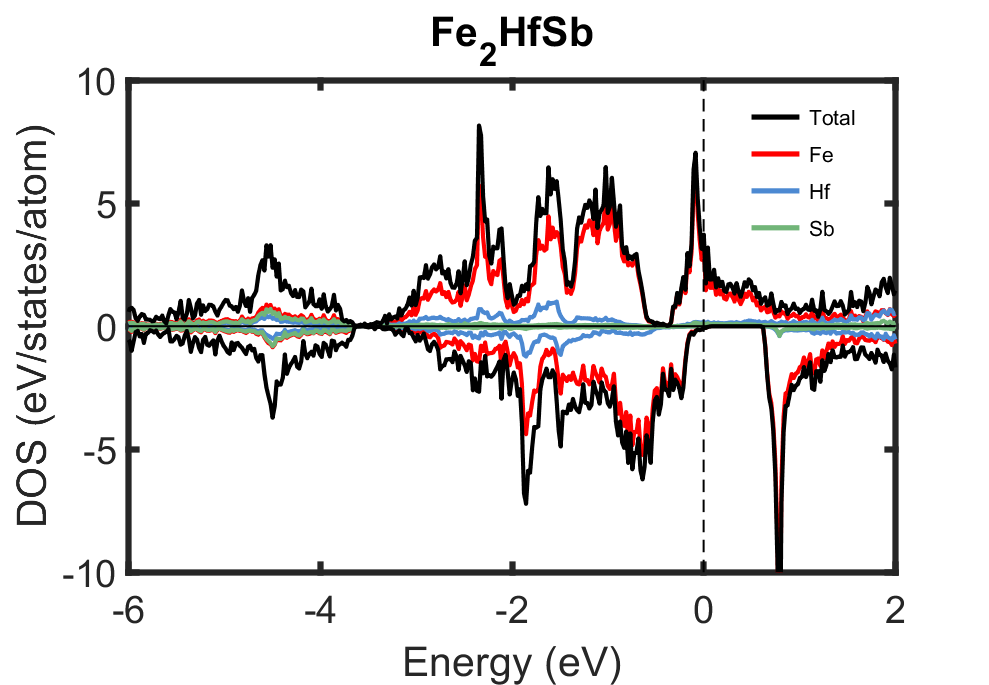 Fe2HfSb
10
5
0
-5
-10
DOS (eV/states/atom)
Total
Fe
Hf
Sb
-6
-4
-2
0
2
Energy (eV)